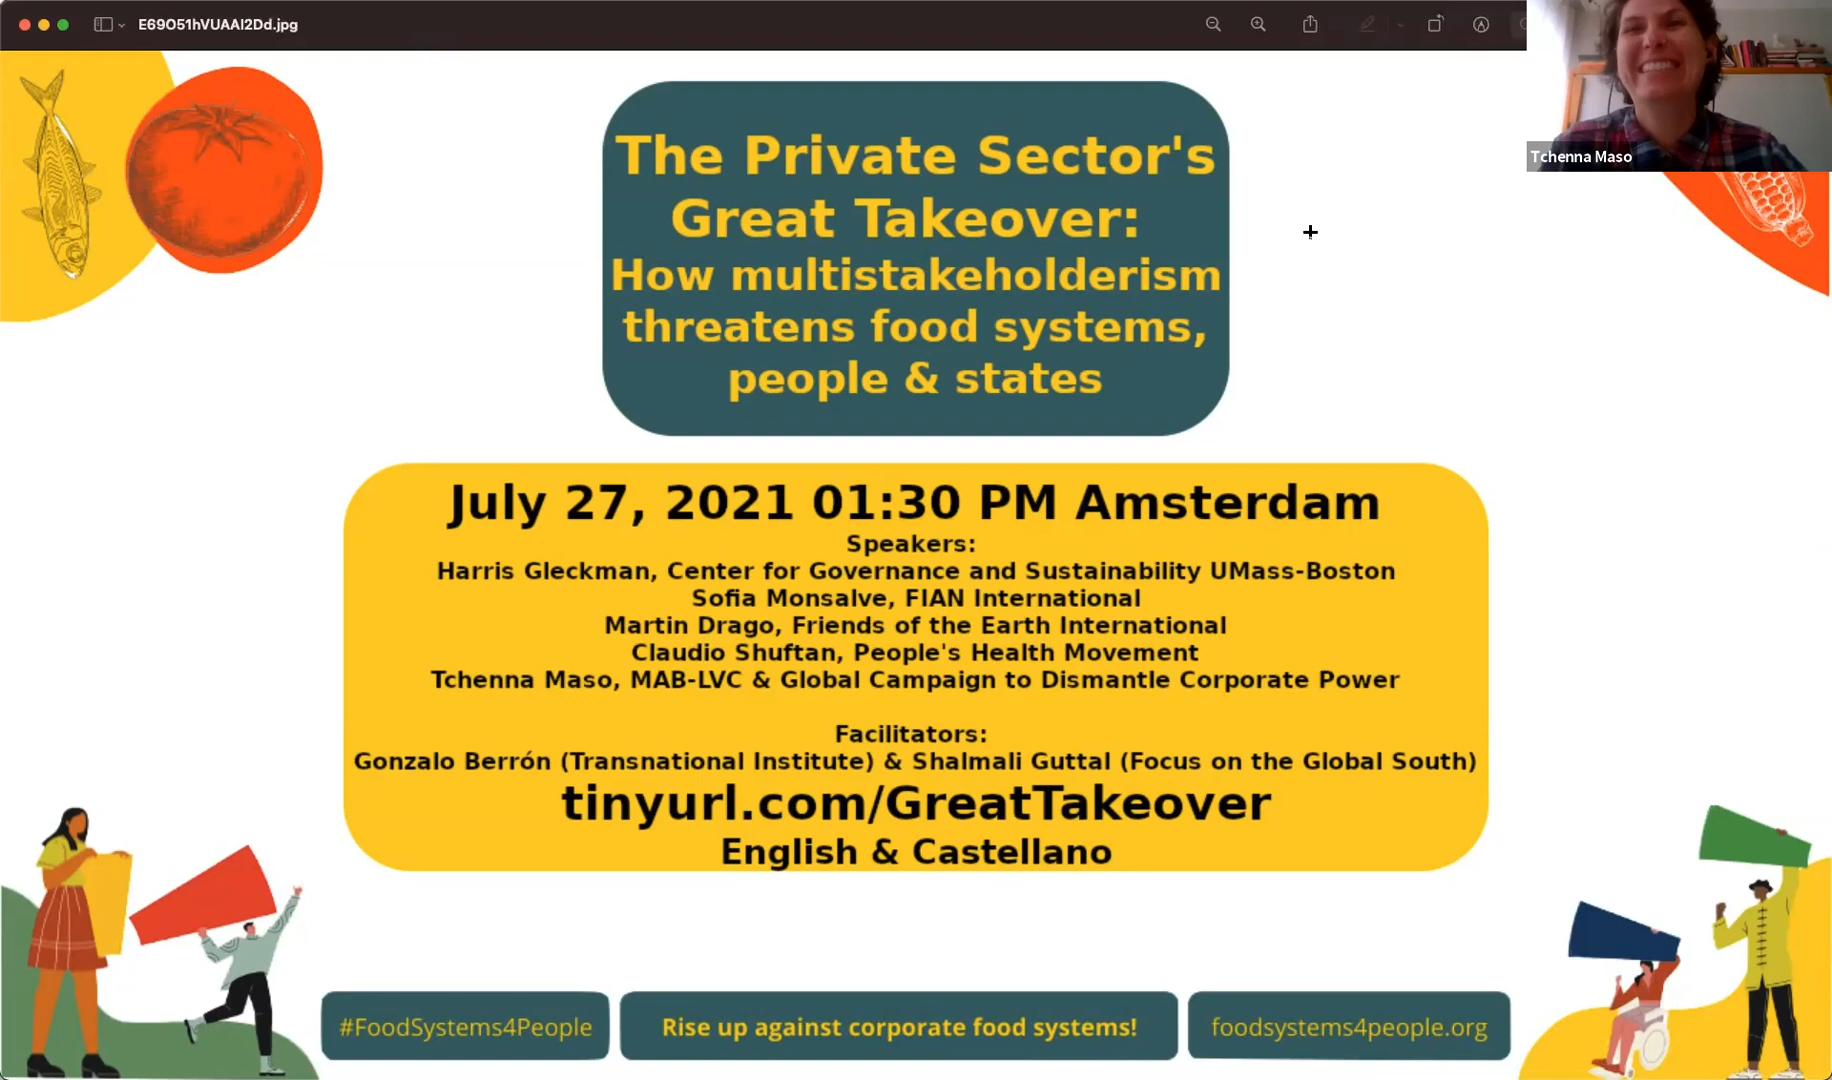 E69O51hVUAAI2Dd.jpg
Tchenna Maso
The Private Sector's
Great Takeover:
How multistakeholderism
threatens food systems,
people & states
July 27, 2021 01:30 PM Amsterdam
Speakers:
Harris Gleckman, Center for Governance and Sustainability UMass-Boston
Sofia Monsalve, FIAN International
Martin Drago, Friends of the Earth International
Claudio Shuftan, People's Health Movement
Tchenna Maso, MAB-LVC & Global Campaign to Dismantle Corporate Power
Facilitators:
Gonzalo Berrón (Transnational Institute) & Shalmali Guttal (Focus on the Global South)
tinyurl.com/GreatTakeover
English & Castellano
#FoodSystems4People
Rise up against corporate food systems!
foodsystems4people.org